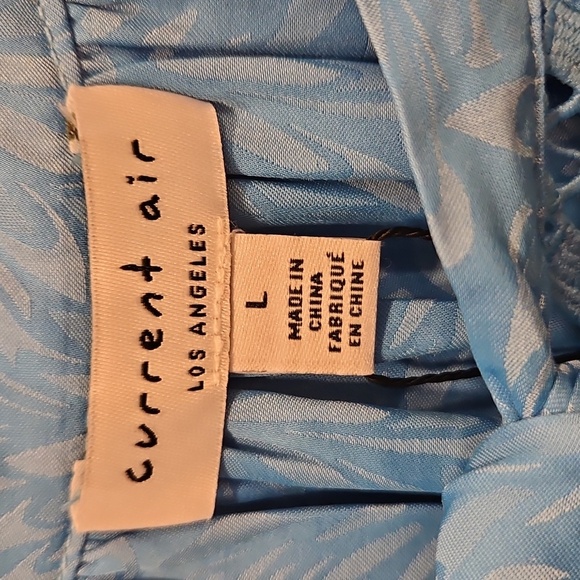 current air
LOS ANGELES
L
MADE IN
CHINA
FABRIQUÉ
EN CHINE